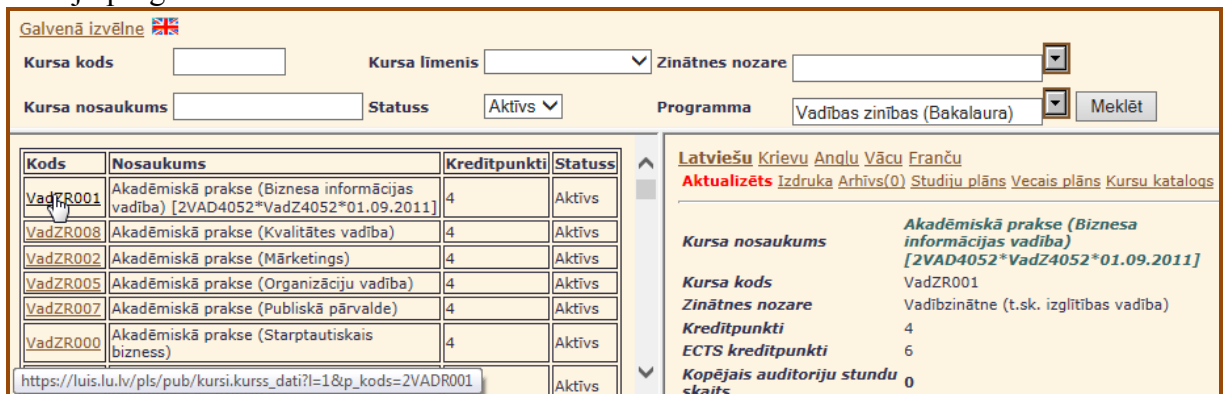 Galvenā izvēlne
Kursa kods Kursa līmenis Zinātnes nozare
Kursa nosaukums Statuss Aktīvs Programma Vadības zinības (Bakalaura) Meklēt
Kods Nosaukums Kredītpunkti Statuss
VadZR001 Akadēmiskā prakse (Biznesa informācijas vadība) [2VAD4052*VadZ4052*01.09.2011] 4 Aktīvs
VadZR008 Akadēmiskā prakse (Kvalitātes vadība) 4 Aktīvs
VadZR002 Akadēmiskā prakse (Mārketings) 4 Aktīvs
VadZR005 Akadēmiskā prakse (Organizāciju vadība) 4 Aktīvs
VadZR007 Akadēmiskā prakse (Publiskā pārvalde) 4 Aktīvs
VadZR000 Akadēmiskā prakse (Starptautiskais bizness) 4 Aktīvs
Aktīvs
https://luis.lu.lv/pls/pub/kursi.kurss_dati?l=1&p_kods=2VADR001
Latviešu Krievu Angļu Vācu Franču
Aktualizēts Izdruka Arhīvs(0) Studiju plāns Vecais plāns Kursu katalogs
Kursa nosaukums Akadēmiskā prakse (Biznesa
informācijas vadība)
[2VAD4052*VadZ4052*01.09.2011]
Kursa kods VadZR001
Zinātnes nozare Vadībzinātne (t.sk. izglītības vadība)
Kredītpunkti 4
ECTS kredītpunkti 6
Kopējais auditoriju stundu skaits 0